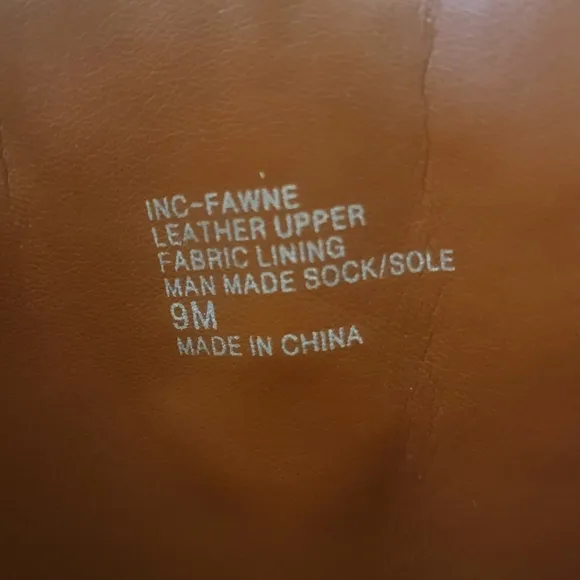 INC-FAWNE
LEATHER UPPER
FABRIC LINING
MAN MADE SOCK/SOLE
9M
MADE IN CHINA